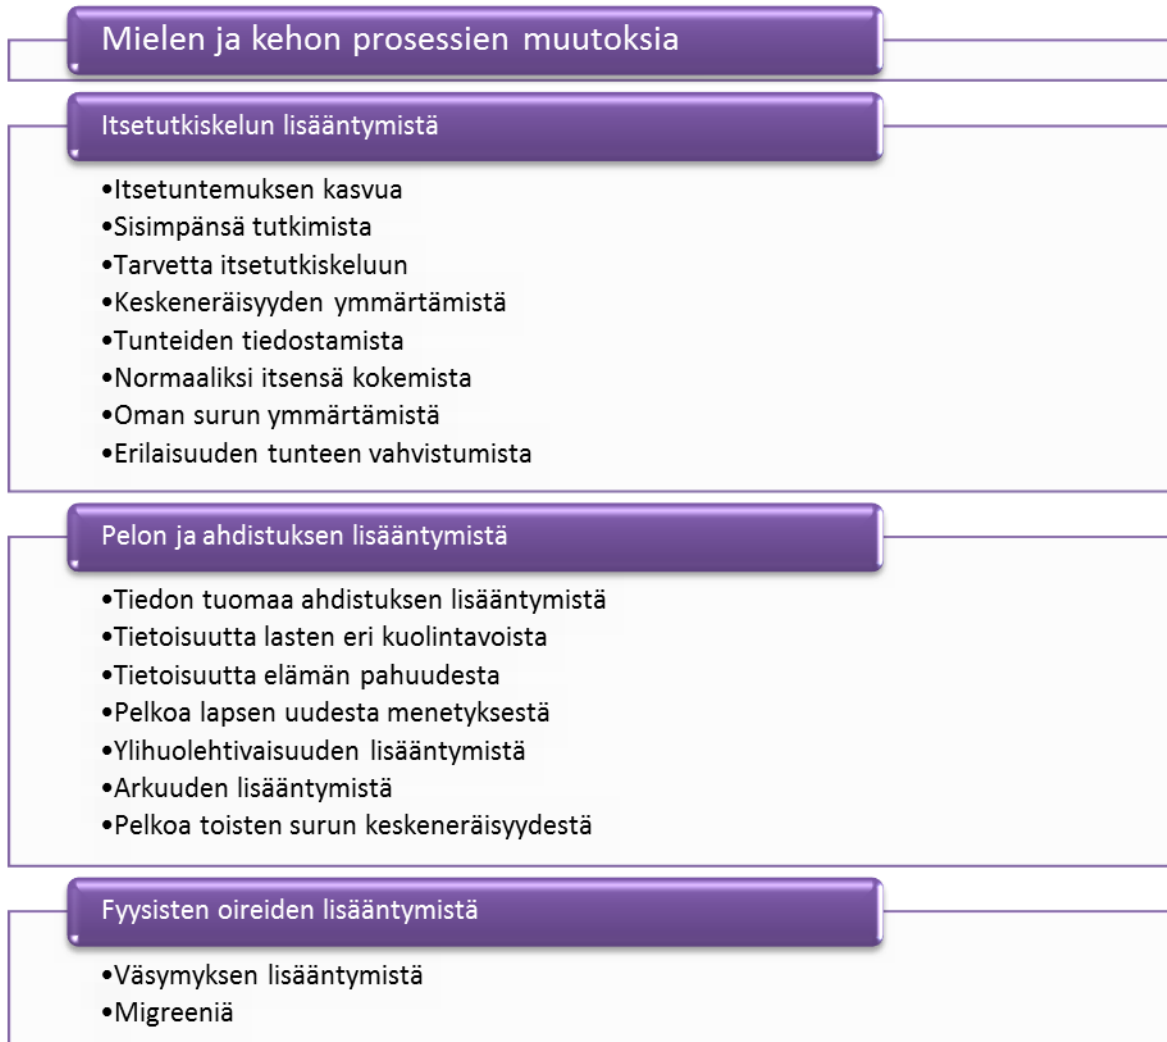 Mielen ja kehon prosessien muutoksia
Itsetutkiskelun lisääntymistä
•Itsetuntemuksen kasvua
•Sisimpänsä tutkimista
•Tarvetta itsetutkiskeluun
•Keskeneräisyyden ymmärtämistä
•Tunteiden tiedostamista
•Normaaliksi itsensä kokemista
•Oman surun ymmärtämistä
•Erilaisuuden tunteen vahvistumista
Pelon ja ahdistuksen lisääntymistä
•Tiedon tuomaa ahdistuksen lisääntymistä
•Tietoisuutta lasten eri kuolintavoista
•Tietoisuutta elämän pahuudesta
•Pelkoa lapsen uudesta menetyksestä
•Ylihuolehtivaisuuden lisääntymistä
•Arkuuden lisääntymistä
•Pelkoa toisten surun keskeneräisyydestä
Fyysisten oireiden lisääntymistä
•Väsymyksen lisääntymistä
•Migreeniä